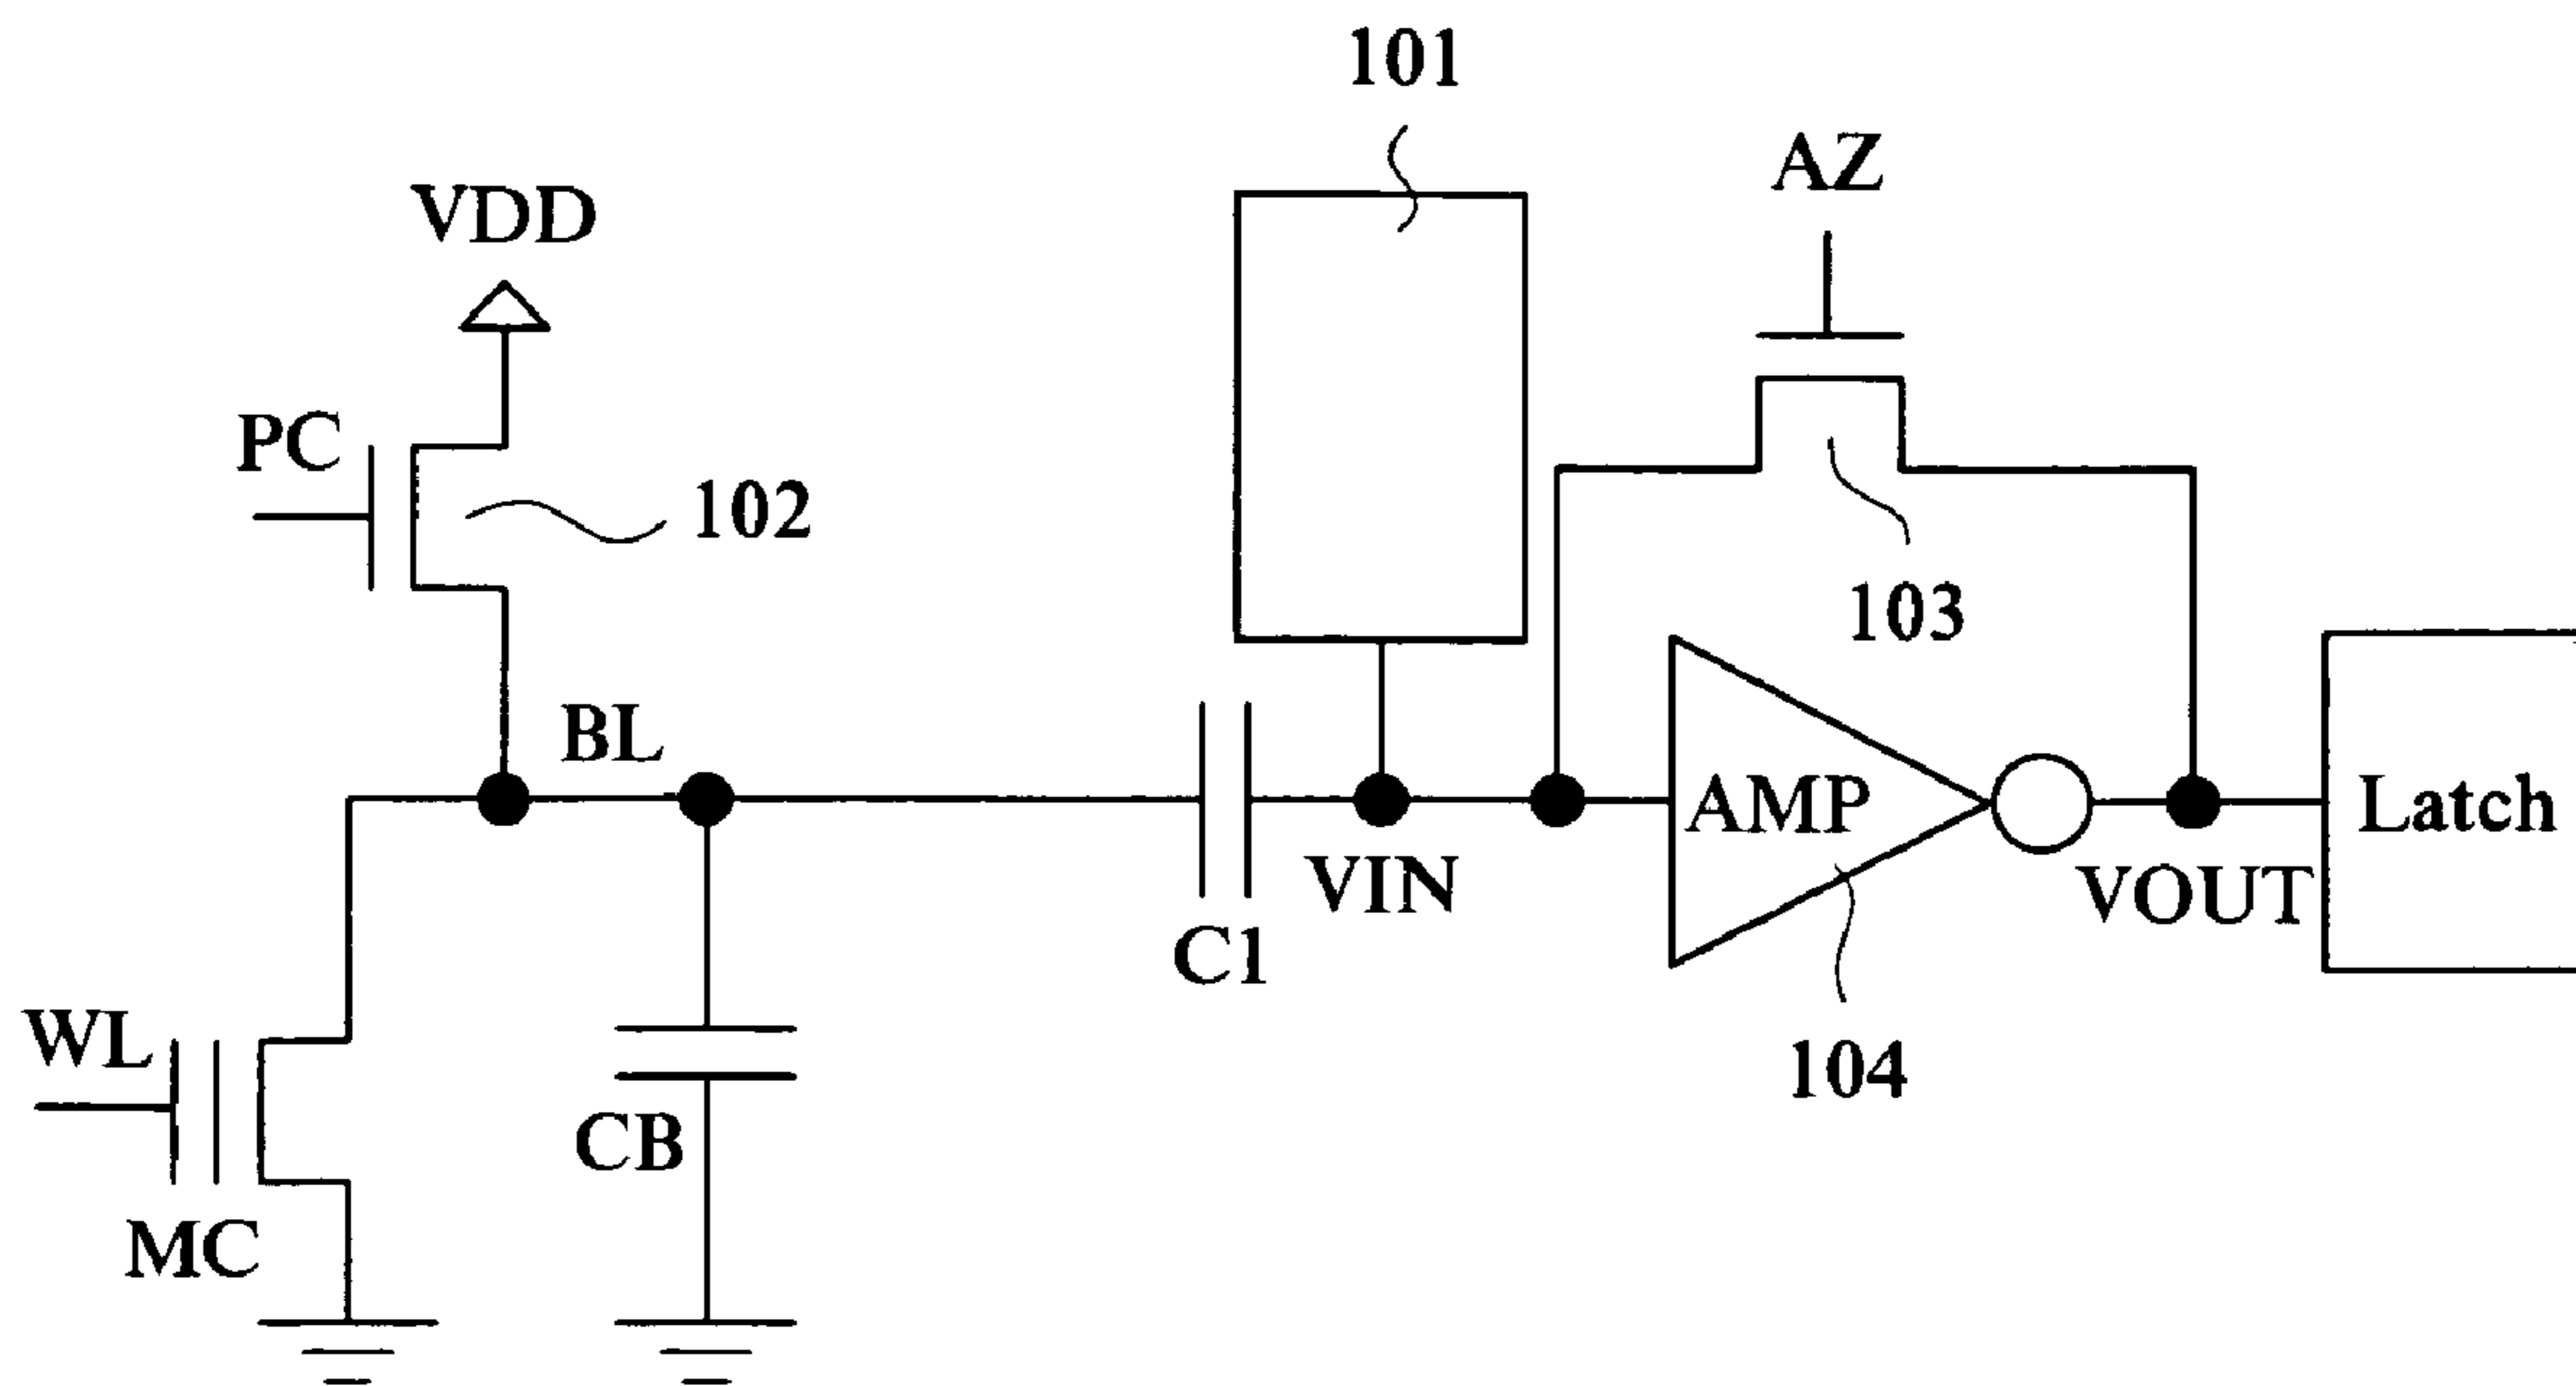 101
AZ
VDD
PC
102
103
BL
AMP
Latch
VIN
VOUT
C1
WL
104
CB
MC